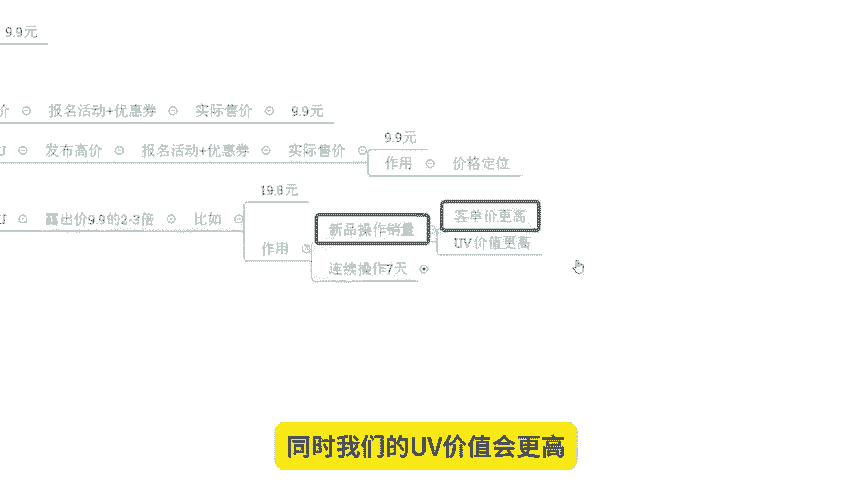 9.9元
价 报名活动+优惠券 实际售价 9.9元
9.9元
U 发布高价 报名活动+优惠券 实际售价
作用 价格定位
19.8元
U 露出价9.9的2-3倍 比如
新品操作销量 客单价更高
作用 UV价值更高
连续操作7天
同时我们的UV价值会更高